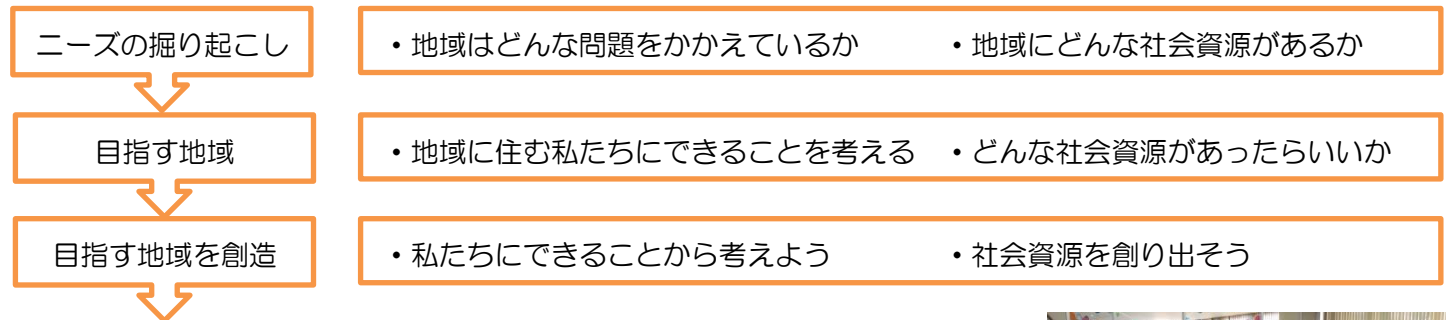 ニーズの掘り起こし
・地域はどんな問題をかかえているか ・地域にどんな社会資源があるか
目指す地域
・地域に住む私たちにできることを考える ・どんな社会資源があったらいいか
目指す地域を創造
・私たちにできることから考えよう ・社会資源を創り出そう